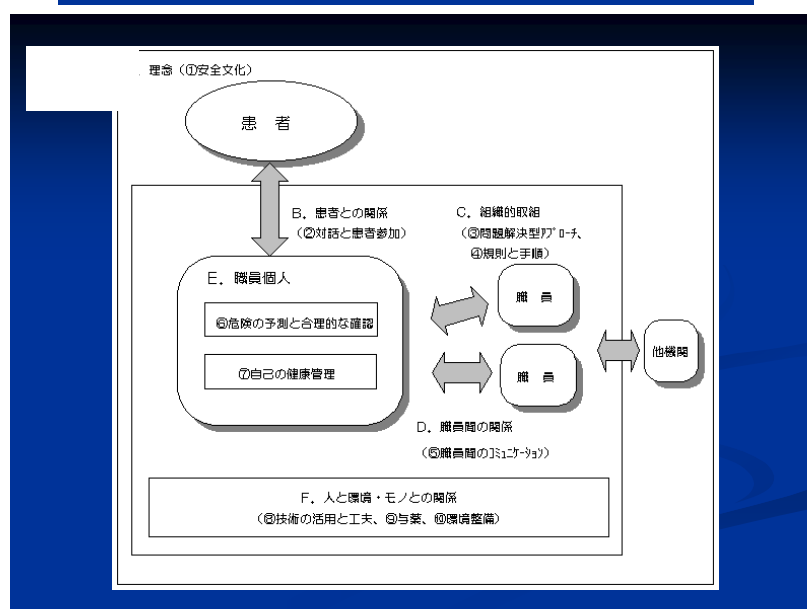 理念（①安全文化）
患 者
B．患者との関係
（②対話と患者参加）
C．組織的取組
（③問題解決型ｱﾌﾟﾛｰﾁ、
④規則と手順）
E．職員個人
⑥危険の予測と合理的な確認
⑦自己の健康管理
職 員
職 員
他機関
D．職員間の関係
（⑤職員間のｺﾐｭﾆｹｰｼｮﾝ）
F．人と環境・モノとの関係
（⑧技術の活用と工夫、⑨与薬、⑩環境整備）